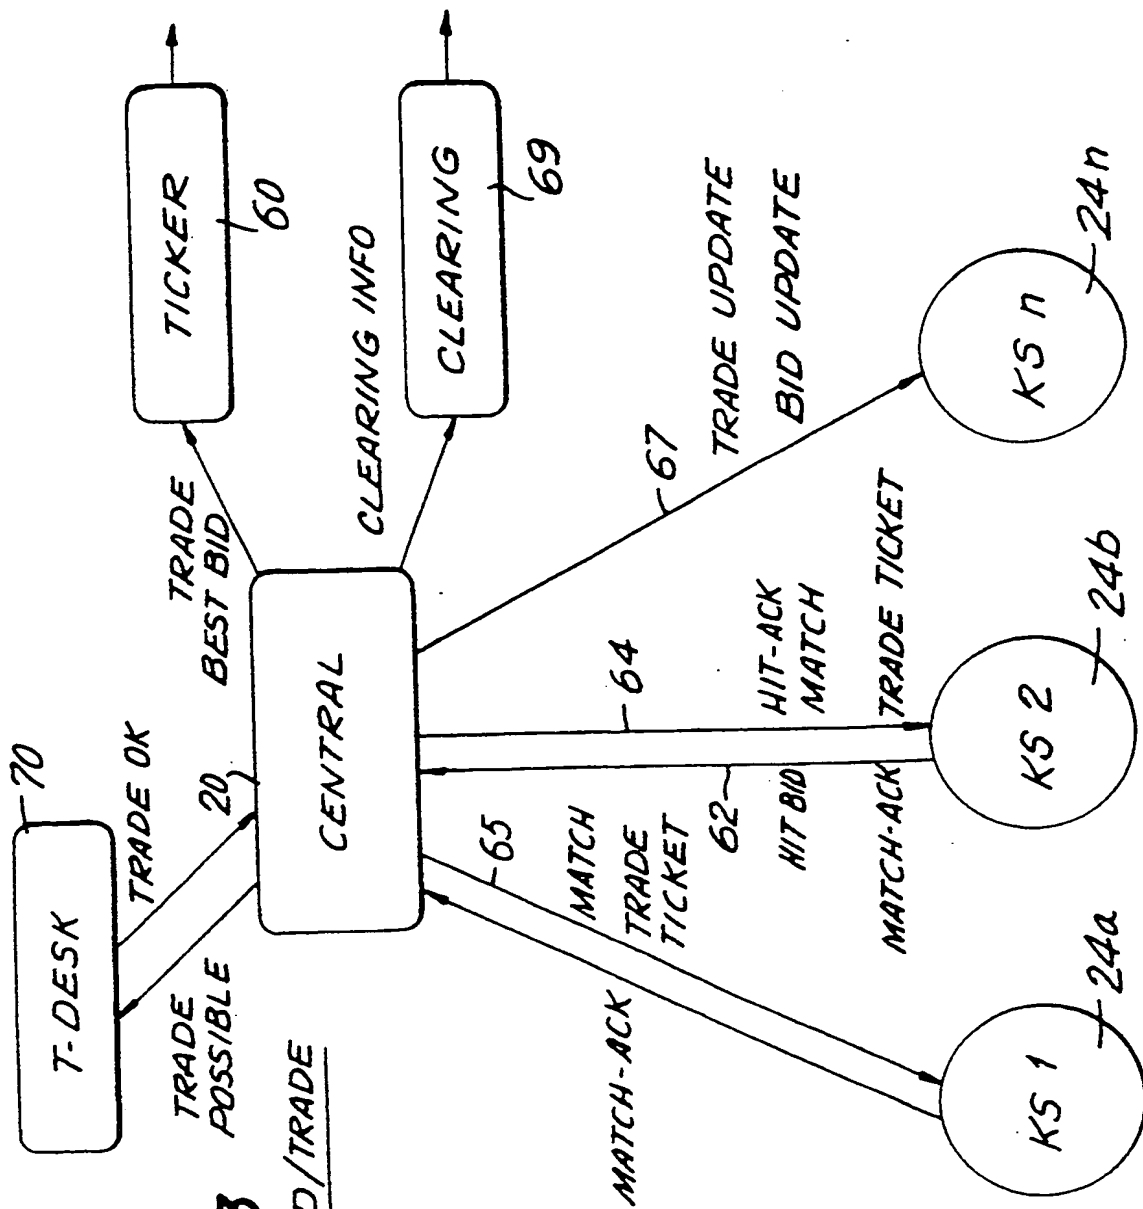 T-DESK
70
TRADE OK
TRADE
POSSIBLE
20
CENTRAL
TRADE
BEST BID
TICKER
60
CLEARING INFO
CLEARING
69
3
D/TRADE
MATCH-ACK
65
MATCH
TRADE
TICKET
62
HIT BID
MATCH-ACK
64
HIT-ACK
MATCH
TRADE TICKET
67
TRADE UPDATE
BID UPDATE
KS 1
24a
KS 2
24b
KS n
24n